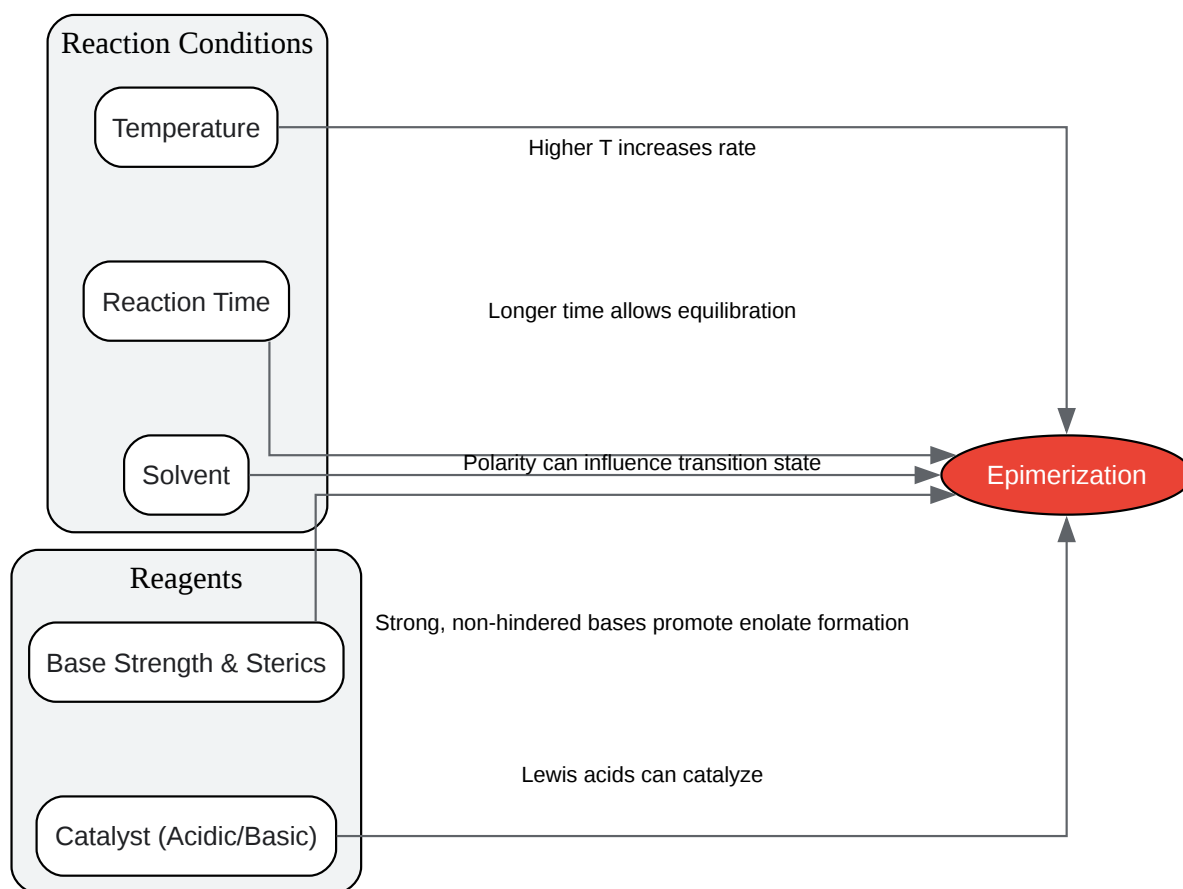 Reaction Conditions
Temperature
Higher T increases rate
Reaction Time
Longer time allows equilibration
Solvent
Polarity can influence transition state
Epimerization
Reagents
Strong, non-hindered bases promote enolate formation
Base Strength & Sterics
Lewis acids can catalyze
Catalyst (Acidic/Basic)